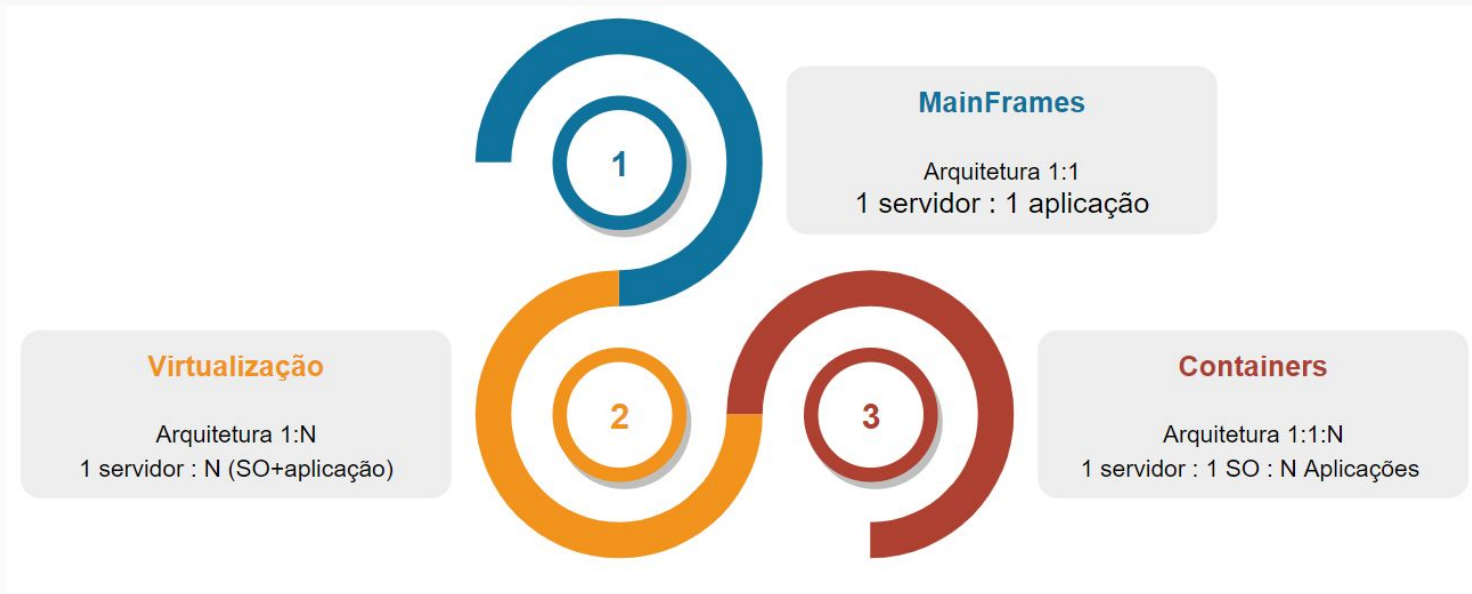 1
MainFrames
Arquitetura 1:1
1 servidor : 1 aplicação
2
Virtualização
Arquitetura 1:N
1 servidor : N (SO+aplicação)
3
Containers
Arquitetura 1:1:N
1 servidor : 1 SO : N Aplicações